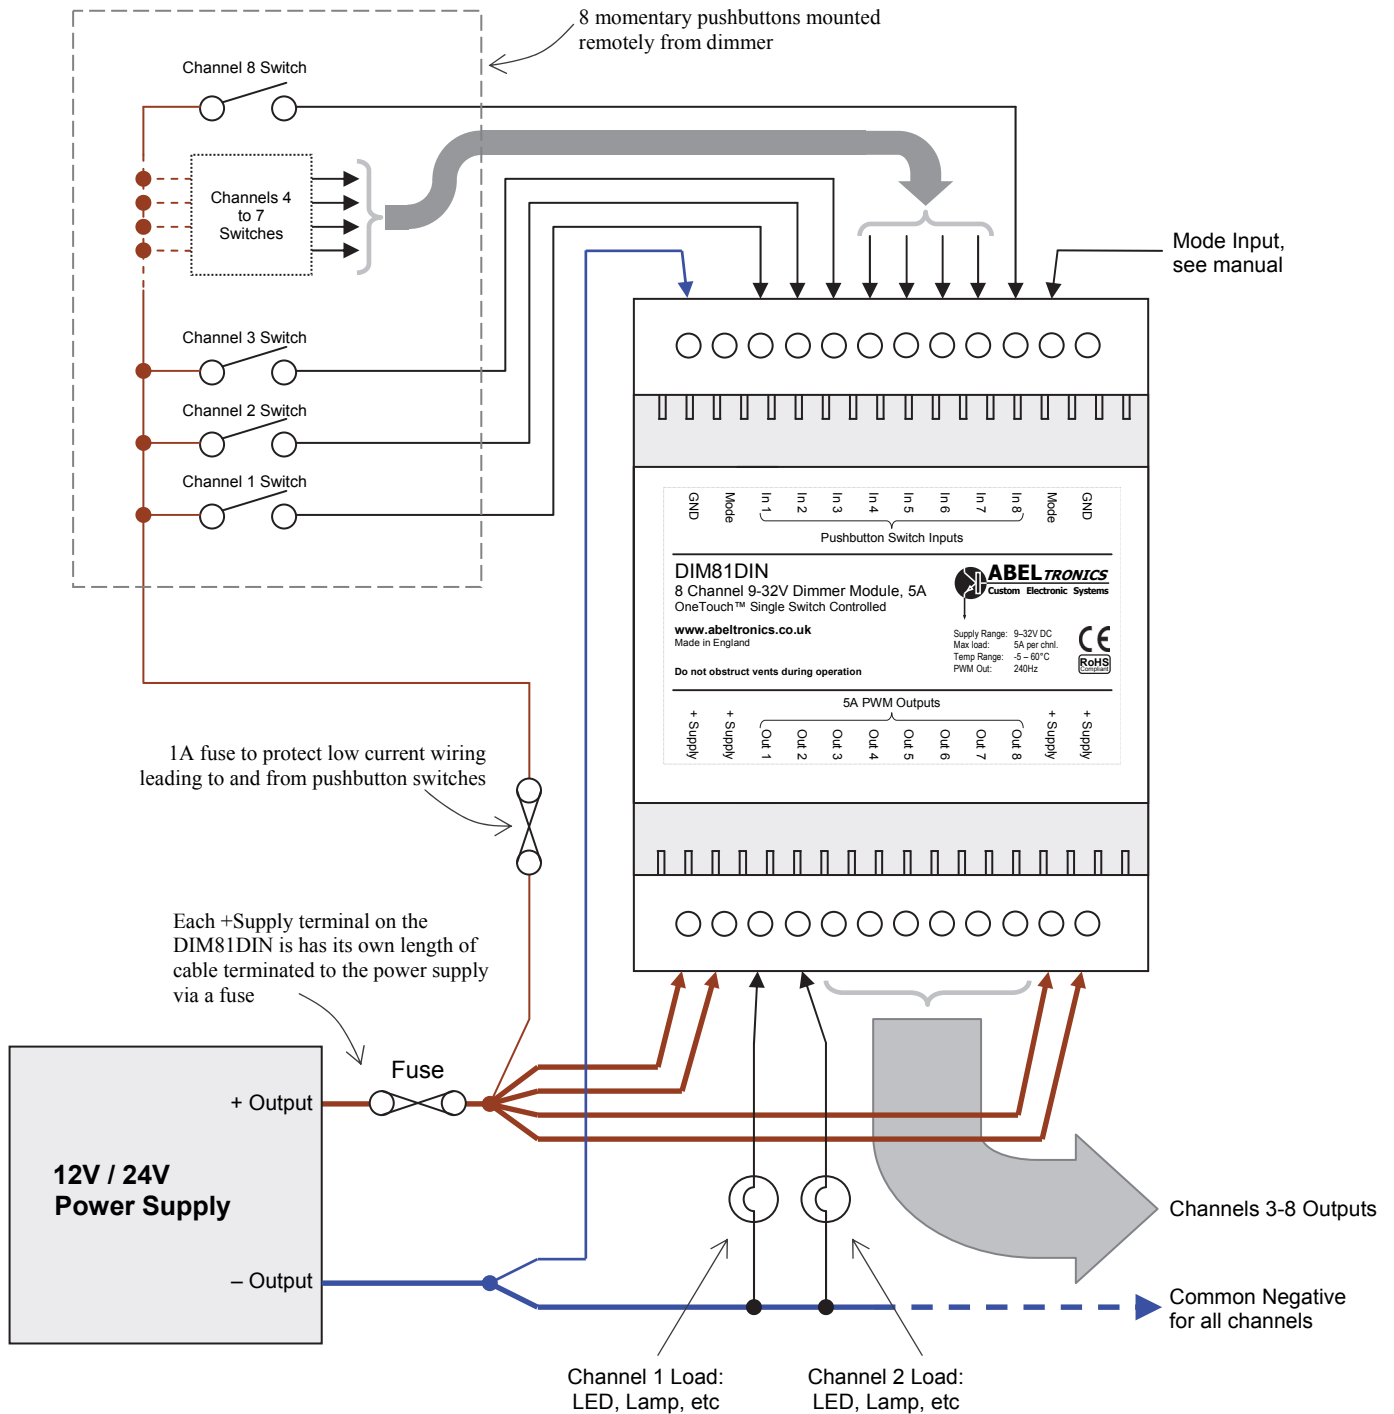 8 momentary pushbuttons mounted
remotely from dimmer
Channel 8 Switch
Channels 4
to 7
Switches
Mode Input,
see manual
Channel 3 Switch
Channel 2 Switch
Channel 1 Switch
GND
Mode
In 1
In 2
In 3
In 4
In 5
In 6
In 7
In 8
Mode
GND
Pushbutton Switch Inputs
DIM81DIN
8 Channel 9-32V Dimmer Module, 5A
OneTouch™ Single Switch Controlled
www.abeltronics.co.uk
Made in England
Do not obstruct vents during operation
ABELTRONICS
Custom Electronic Systems
Supply Range: 9–32V DC
Max load: 5A per chnl.
Temp Range: -5 – 60°C
PWM Out: 240Hz
CE
RoHS
Compliant
5A PWM Outputs
+ Supply
+ Supply
Out 1
Out 2
Out 3
Out 4
Out 5
Out 6
Out 7
Out 8
+ Supply
+ Supply
1A fuse to protect low current wiring
leading to and from pushbutton switches
Each +Supply terminal on the
DIM81DIN is has its own length of
cable terminated to the power supply
via a fuse
Fuse
+ Output
12V / 24V
Power Supply
– Output
Channels 3-8 Outputs
Common Negative
for all channels
Channel 1 Load:
LED, Lamp, etc
Channel 2 Load:
LED, Lamp, etc